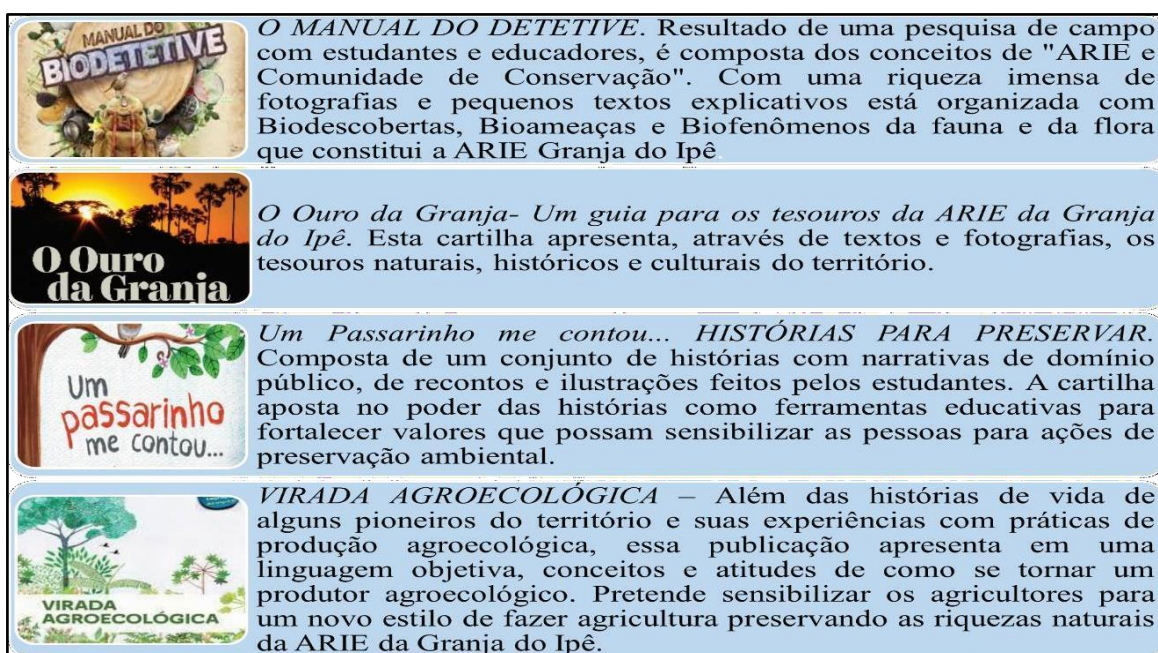 MANUAL DO
BIODETETIVE
O MANUAL DO DETETIVE. Resultado de uma pesquisa de campo
com estudantes e educadores, é composta dos conceitos de "ARIE e
Comunidade de Conservação". Com uma riqueza imensa de
fotografias e pequenos textos explicativos está organizada com
Biodescobertas, Bioameaças e Biofenômenos da fauna e da flora
que constitui a ARIE Granja do Ipê.
O Ouro
da Granja
O Ouro da Granja- Um guia para os tesouros da ARIE da Granja
do Ipê. Esta cartilha apresenta, através de textos e fotografias, os
tesouros naturais, históricos e culturais do território.
Um
passarinho
me contou...
Um Passarinho me contou... HISTÓRIAS PARA PRESERVAR.
Composta de um conjunto de histórias com narrativas de domínio
público, de recontos e ilustrações feitos pelos estudantes. A cartilha
aposta no poder das histórias como ferramentas educativas para
fortalecer valores que possam sensibilizar as pessoas para ações de
preservação ambiental.
VIRADA
AGROECOLÓGICA
VIRADA AGROECOLÓGICA – Além das histórias de vida de
alguns pioneiros do território e suas experiências com práticas de
produção agroecológica, essa publicação apresenta em uma
linguagem objetiva, conceitos e atitudes de como se tornar um
produtor agroecológico. Pretende sensibilizar os agricultores para
um novo estilo de fazer agricultura preservando as riquezas naturais
da ARIE da Granja do Ipê.